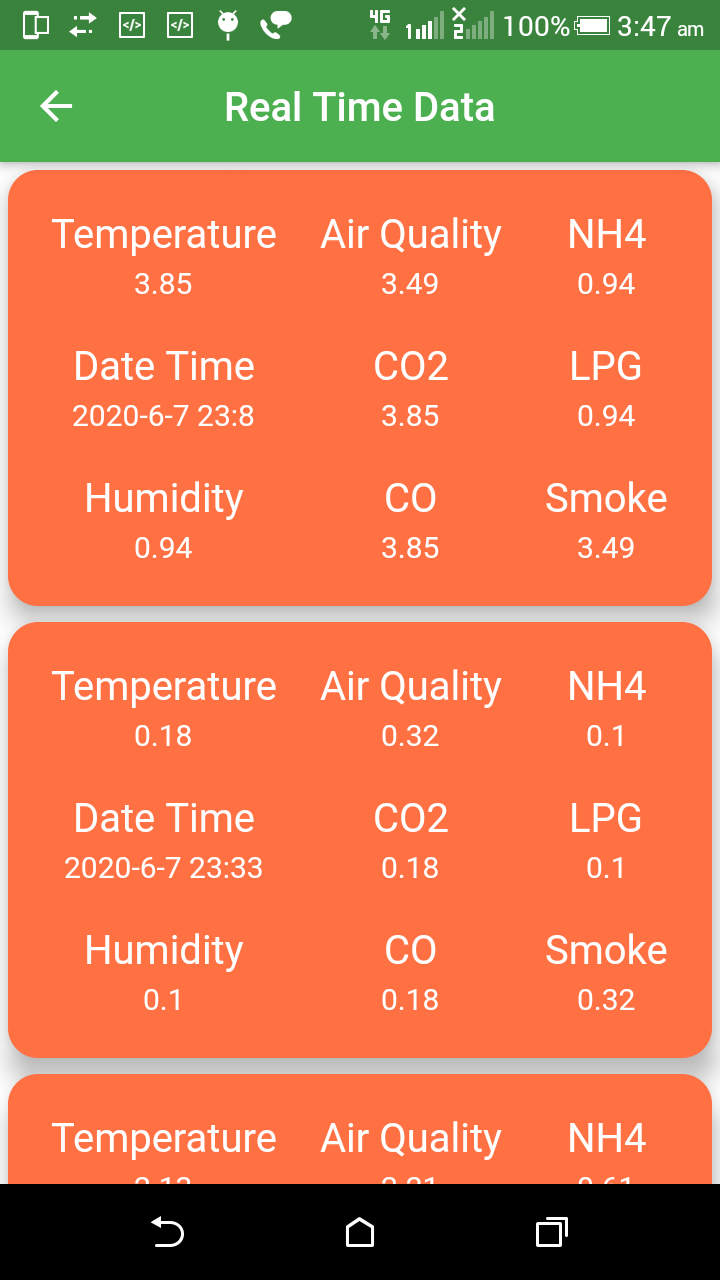 4G 1 2 100% 3:47 am
Real Time Data
Temperature Air Quality NH4
3.85 3.49 0.94
Date Time CO2 LPG
2020-6-7 23:8 3.85 0.94
Humidity CO Smoke
0.94 3.85 3.49
Temperature Air Quality NH4
0.18 0.32 0.1
Date Time CO2 LPG
2020-6-7 23:33 0.18 0.1
Humidity CO Smoke
0.1 0.18 0.32
Temperature Air Quality NH4